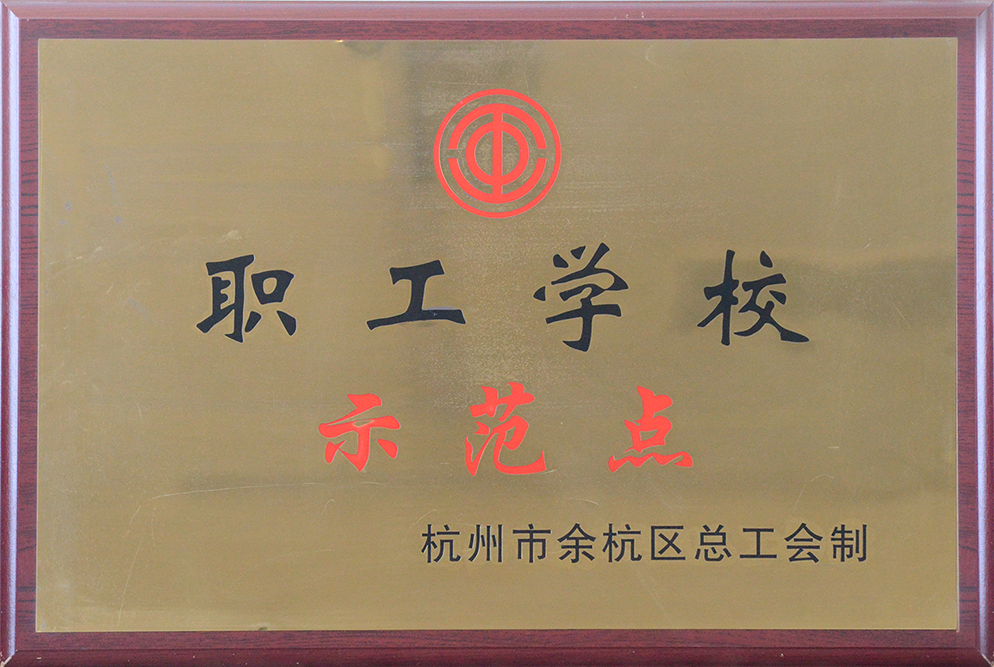 职工学校
示范点
杭州市余杭区总工会制